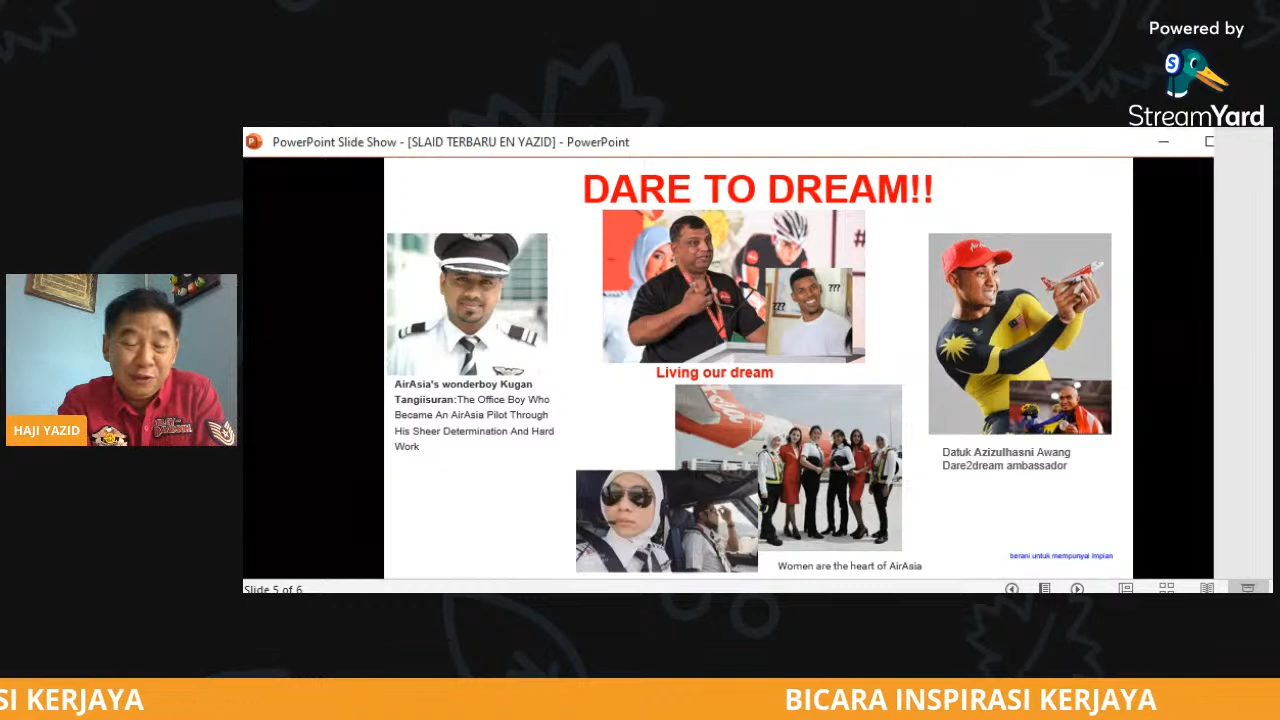 Powered by
StreamYard
PowerPoint Slide Show - [SLAID TERBARU EN YAZID] - PowerPoint
DARE TO DREAM!!
???
???
Living our dream
AirAsia's wonderboy Kugan
Tangiisuran:The Office Boy Who
Became An AirAsia Pilot Through
His Sheer Determination And Hard
Work
Datuk Azizulhasni Awang
Dare2dream ambassador
berani untuk mempunyai impian
Women are the heart of AirAsia
Slide 5 of 6
HAJI YAZID
SI KERJAYA
BICARA INSPIRASI KERJAYA